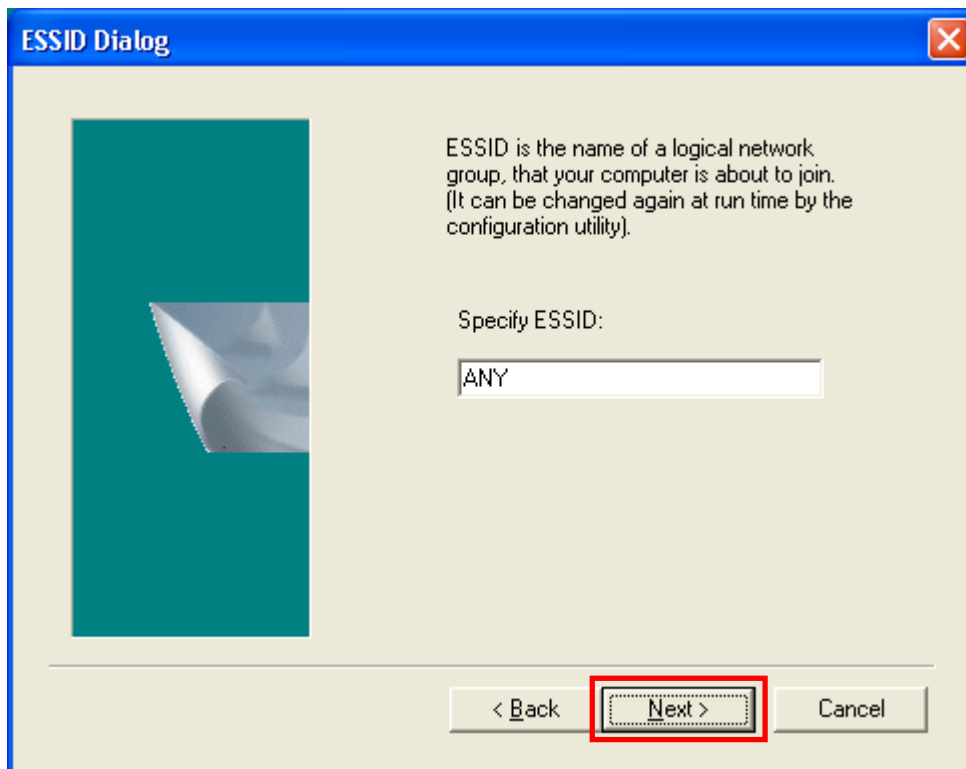 ESSID Dialog
ESSID is the name of a logical network
group, that your computer is about to join.
(It can be changed again at run time by the
configuration utility).
Specify ESSID:
ANY
< Back
Next >
Cancel